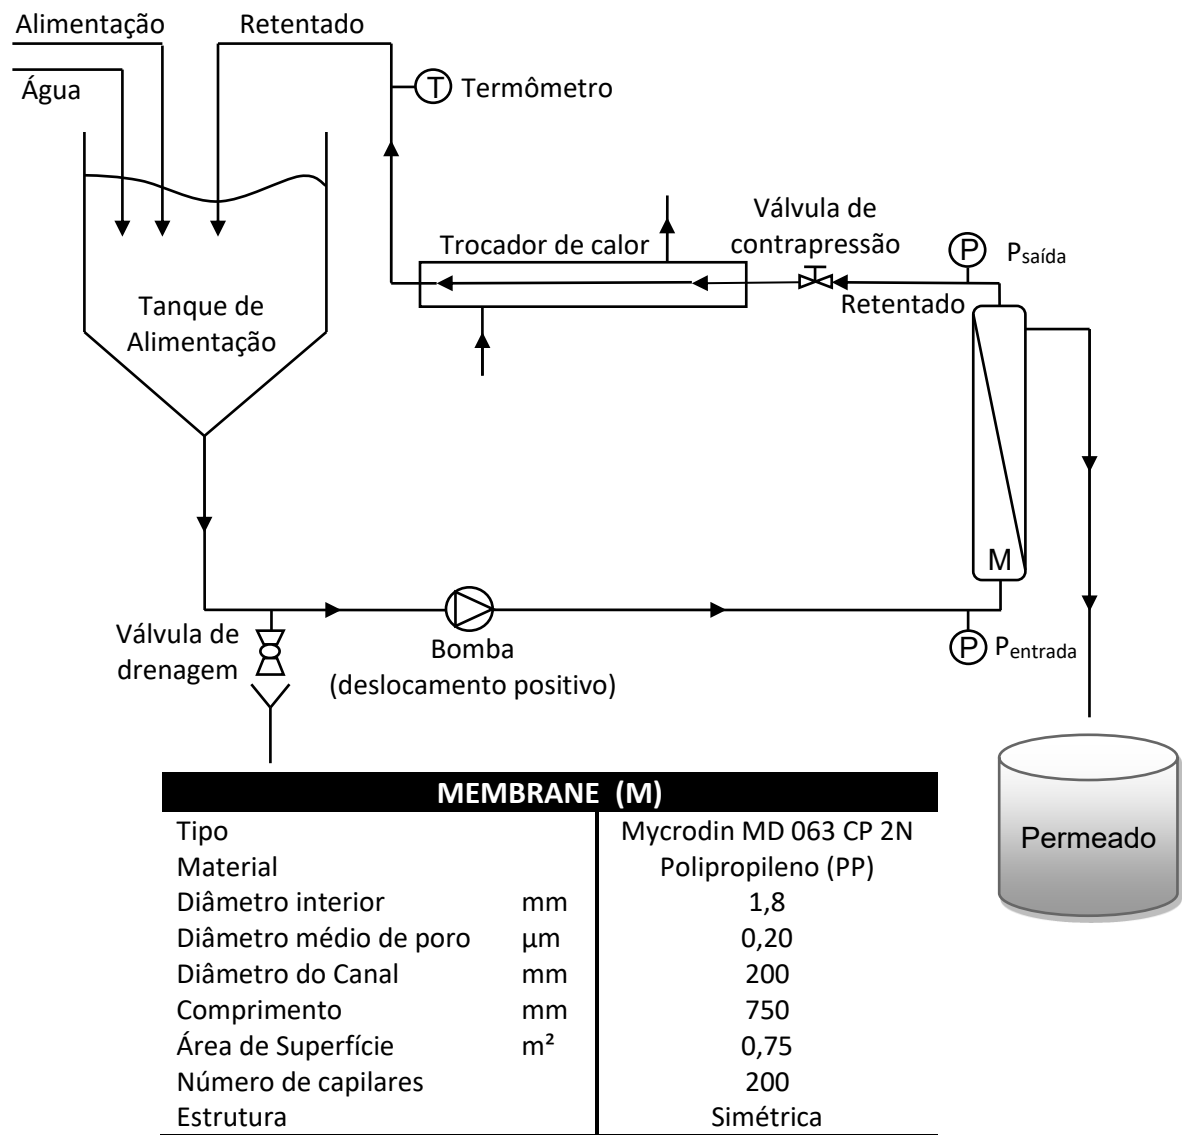 Alimentação
Retentado
Água
T Termômetro
Válvula de
contrapressão
P Psaída
Trocador de calor
Retentado
Tanque de
Alimentação
M
Válvula de
drenagem
Bomba
(deslocamento positivo)
P Pentrada
Permeado
MEMBRANE (M)
Tipo Mycrodin MD 063 CP 2N
Material Polipropileno (PP)
Diâmetro interior mm 1,8
Diâmetro médio de poro µm 0,20
Diâmetro do Canal mm 200
Comprimento mm 750
Área de Superfície m² 0,75
Número de capilares 200
Estrutura Simétrica